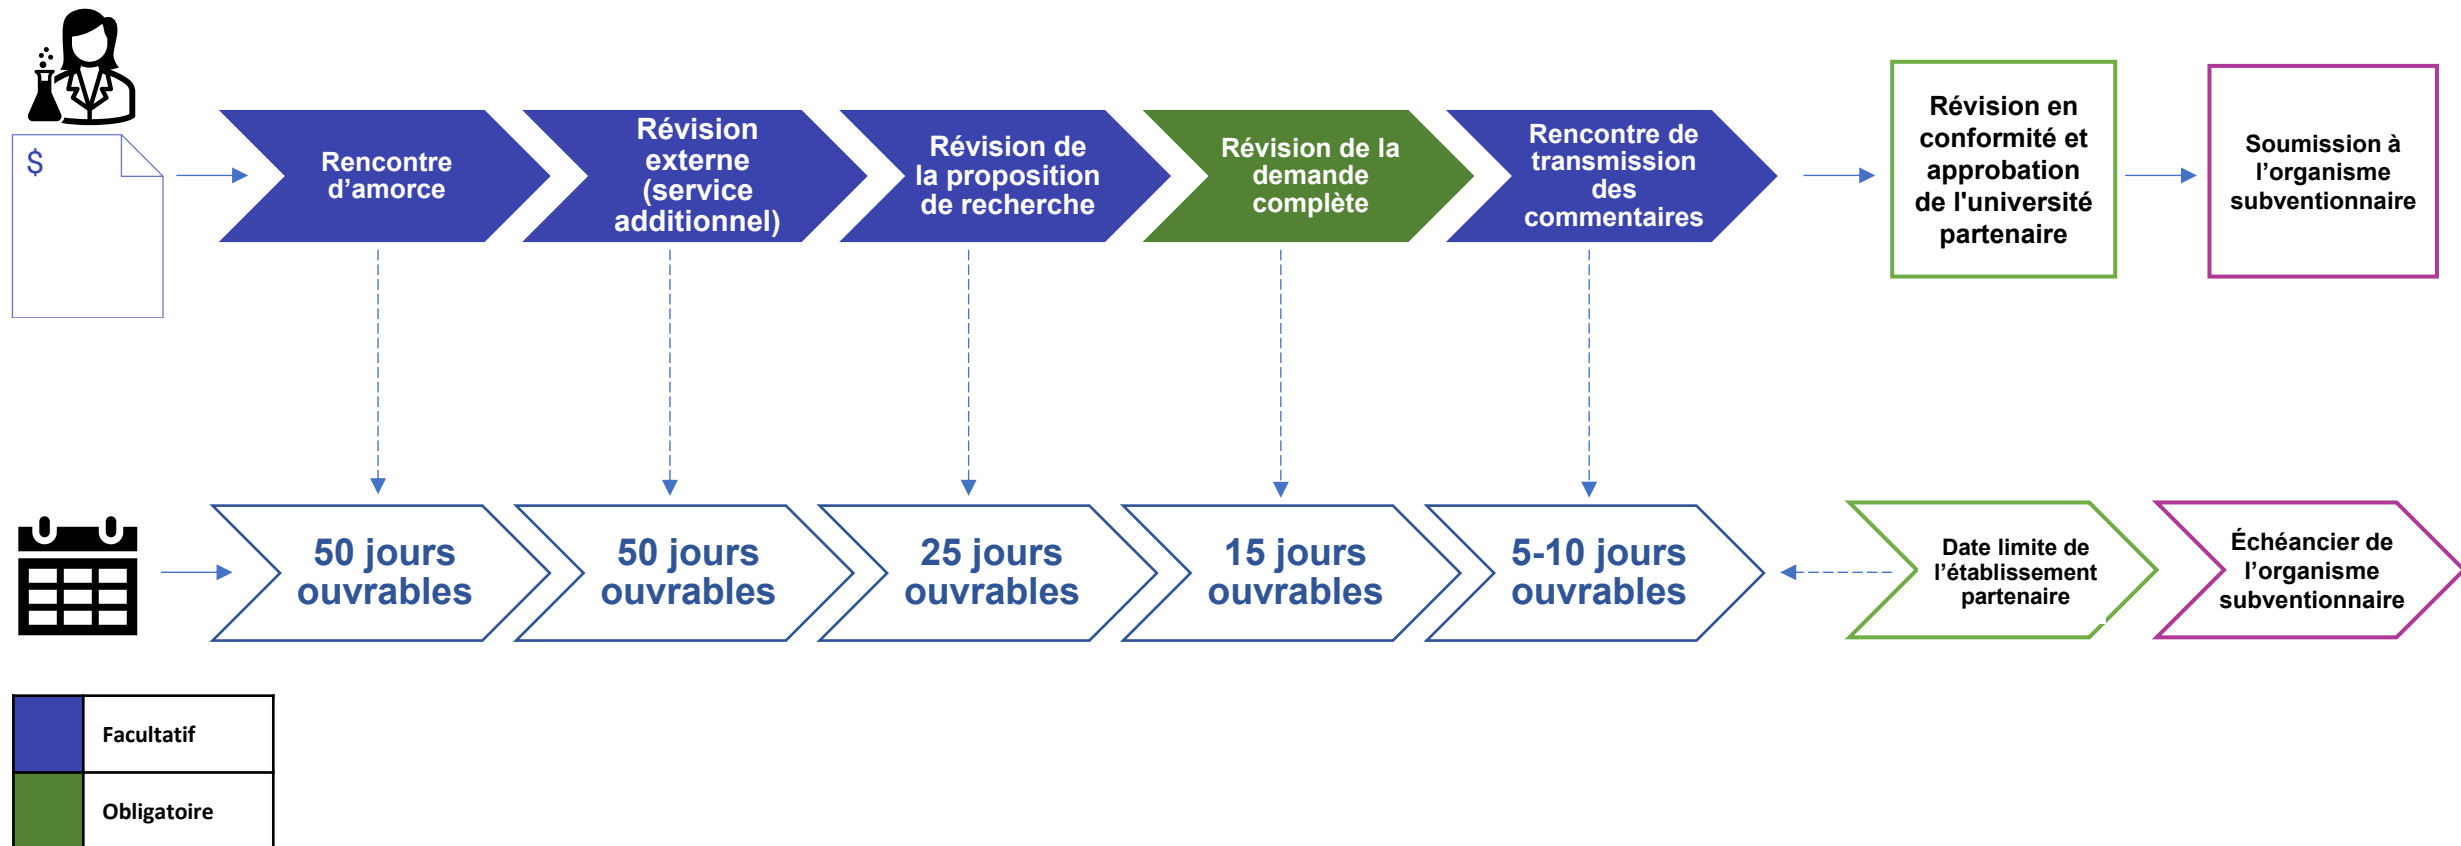 $
Rencontre
d’amorce
Révision
externe
(service
additionnel)
Révision de
la proposition
de recherche
Révision de la
demande
complète
Rencontre de
transmission
des
commentaires
Révision en
conformité et
approbation
de l'université
partenaire
Soumission à
l’organisme
subventionnaire
50 jours
ouvrables
50 jours
ouvrables
25 jours
ouvrables
15 jours
ouvrables
5-10 jours
ouvrables
Date limite de
l’établissement
partenaire
Échéancier de
l’organisme
subventionnaire
Facultatif
Obligatoire